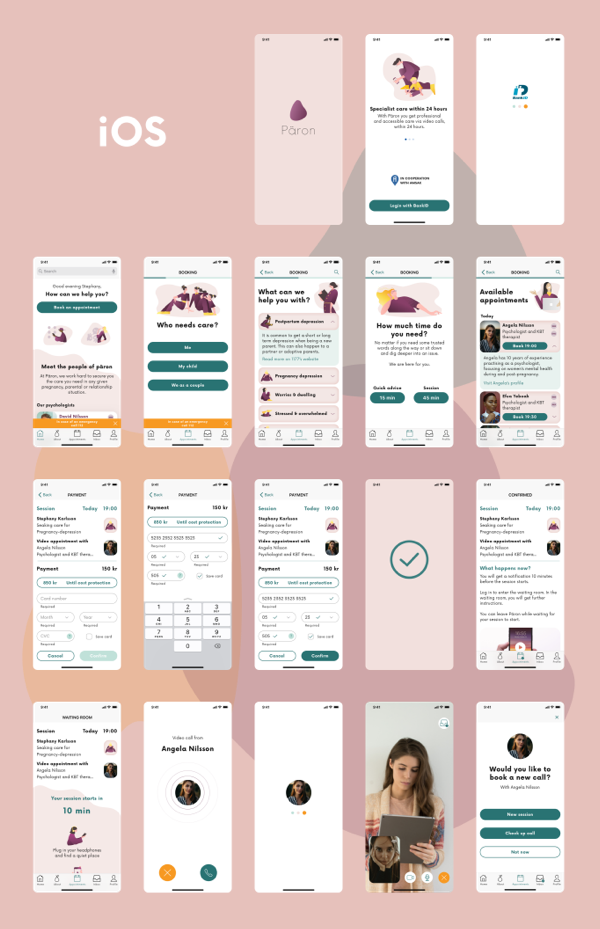 iOS
9:41
Pāron
9:41
Specialist care within 24 hours
With Pāron you get professional
and accessible care via video calls,
within 24 hours.
IN COOPERATION
WITH
Login with BankID
9:41
BankID
9:41
Search
Good evening Stephany,
How can we help you?
Book an appointment
Meet the people of pāron
At Pāron, we work hard to secure you
the care you need in any given
pregnancy, parental or relationship
situation.
Our psychologists
David Nilsson
In case of an emergency
call 112
Home
About
Appointments
Inbox
Profile
9:41
BOOKING
Who needs care?
Me
My child
We as a couple
In case of an emergency
call 112
Home
About
Appointments
Inbox
Profile
9:41
Back
BOOKING
What can we
help you with?
Postpartum depression
It is common to get a short or long
term depression when being a new
parent. This can also happen to a
partner or adoptive parents.
Read more on 1177's website
Pregnancy depression
Worries & dwelling
Stressed & overwhelmed
Home
About
Appointments
Inbox
Profile
9:41
Back
BOOKING
How much time do
you need?
No matter if you need some trusted
words along the way or sit down
and dig deeper into an issue.
We are here for you.
Quick advice
Session
15 min
45 min
Home
About
Appointments
Inbox
Profile
9:41
Back
BOOKING
Available
appointments
Today
Angela Nilsson
Psychologist and KBT
therapist
Book 19:00
Angela has 10 years of experience
practising as a psychologist,
focusing on women's mental
health during and post-pregnancy.
Visit Angela's profile
Elsa Tebesk
Psychologist and KBT
therapist
Book 19:30
Home
About
Appointments
Inbox
Profile
9:41
Back
PAYMENT
Session
Today
19:00
Stephany Karlsson
Seeking care for
Pregnancy-depression
Video appointment with
Angela Nilsson
Psychologist and KBT thera...
Payment
150 kr
850 kr
Until cost protection
Card number
Required
Month
Year
Required
Required
CVC
Save card
Required
Cancel
Confirm
9:41
PAYMENT
Payment
150 kr
850 kr
Until cost protection
5255 2552 5525 5525
Required
05
25
Required
Required
505
Save card
Required
1
2
ABC
3
DEF
4
GHI
5
JKL
6
MNO
7
PQRS
8
TUV
9
WXYZ
0
9:41
Back
PAYMENT
Session
Today
19:00
Stephany Karlsson
Seeking care for
Pregnancy-depression
Video appointment with
Angela Nilsson
Psychologist and KBT thera...
Payment
150 kr
850 kr
Until cost protection
5255 2552 5525 5525
Required
05
25
Required
Required
505
Save card
Required
Cancel
Confirm
9:41
9:41
CONFIRMED
Session
Today
19:00
Stephany Karlsson
Seeking care for
Pregnancy-depression
Video appointment with
Angela Nilsson
Psychologist and KBT thera...
What happens now?
You will get a notification 10 minutes
before the session starts.
Log in to enter the waiting room. In the
waiting room, you will get further
instructions.
You can leave Pāron while waiting for
your session to start.
Home
About
Appointments
Inbox
Profile
9:41
WAITING ROOM
Session
Today
19:00
Stephany Karlsson
Seeking care for
Pregnancy-depression
Video appointment with
Angela Nilsson
Psychologist and KBT thera...
Your session starts in
10 min
Plug in your headphones
and find a quiet place
Home
About
Appointments
Inbox
Profile
9:41
Video call from
Angela Nilsson
9:41
9:41
9:41
Would you like to
book a new call?
With Angela Nilsson
New session
Check up call
Not now
Home
About
Appointments
Inbox
Profile